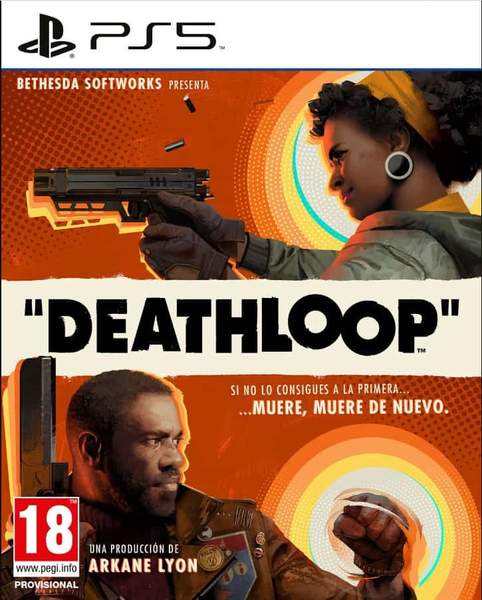 PS5
BETHESDA SOFTWORKS PRESENTA
"DEATHLOOP"™
SI NO LO CONSIGUES A LA PRIMERA...
...MUERE, MUERE DE NUEVO.
18
www.pegi.info
PROVISIONAL
UNA PRODUCCIÓN DE
ARKANE LYON